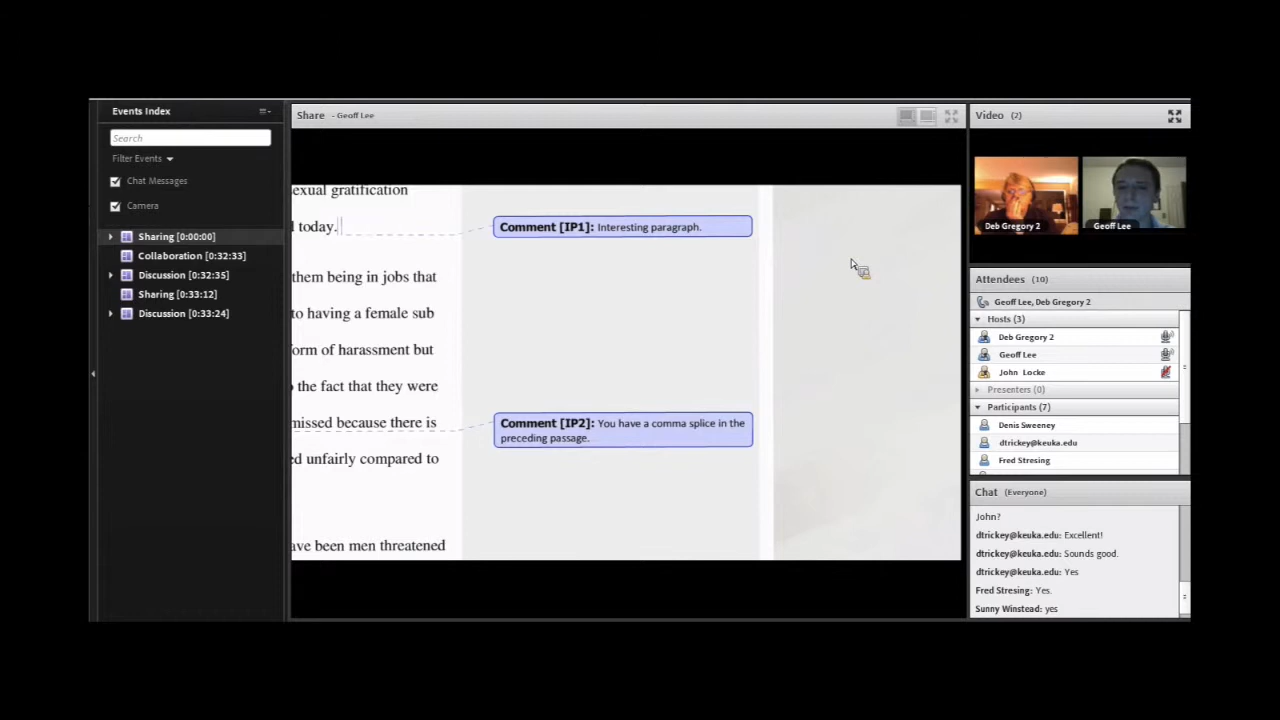 Events Index
Search
Filter Events
Chat Messages
Camera
Sharing [0:00:00]
Collaboration [0:32:33]
Discussion [0:32:35]
Sharing [0:33:12]
Discussion [0:33:24]
Share - Geoff Lee
exual gratification
l today.
them being in jobs that
to having a female sub
orm of harassment but
the fact that they were
missed because there is
ed unfairly compared to
ave been men threatened
Comment [IP1]: Interesting paragraph.
Comment [IP2]: You have a comma splice in the
preceding passage.
Video (2)
Deb Gregory 2
Geoff Lee
Attendees (10)
Geoff Lee, Deb Gregory 2
Hosts (3)
Deb Gregory 2
Geoff Lee
John Locke
Presenters (0)
Participants (7)
Denis Sweeney
dtrickey@keuka.edu
Fred Stresing
Chat (Everyone)
John?
dtrickey@keuka.edu: Excellent!
dtrickey@keuka.edu: Sounds good.
dtrickey@keuka.edu: Yes
Fred Stresing: Yes.
Sunny Winstead: yes